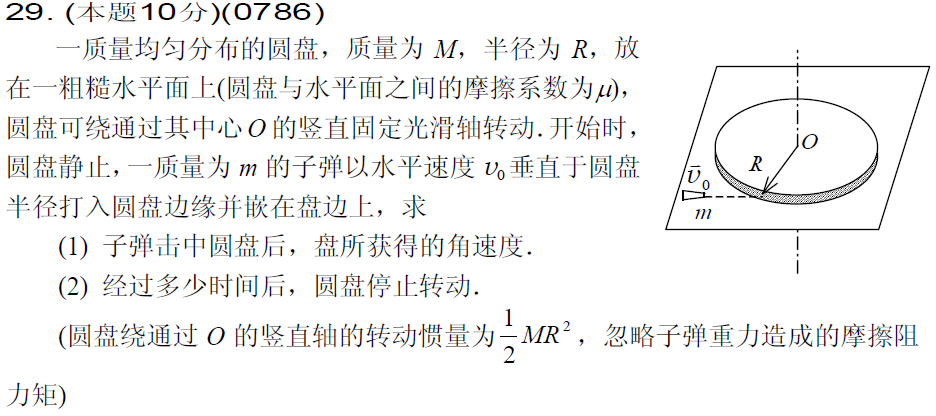 29.(本题10分)(0786)
一质量均匀分布的圆盘，质量为 M，半径为 R，放
在一粗糙水平面上(圆盘与水平面之间的摩擦系数为μ)，
圆盘可绕通过其中心O的竖直固定光滑轴转动．开始时，
圆盘静止，一质量为 m 的子弹以水平速度 v₀垂直于圆盘
半径打入圆盘边缘并嵌在盘边上，求
(1) 子弹击中圆盘后，盘所获得的角速度．
(2) 经过多少时间后，圆盘停止转动．
(圆盘绕通过 O 的竖直轴的转动惯量为 1/2 MR²，忽略子弹重力造成的摩擦阻
力矩)
O
R
v̄₀
m